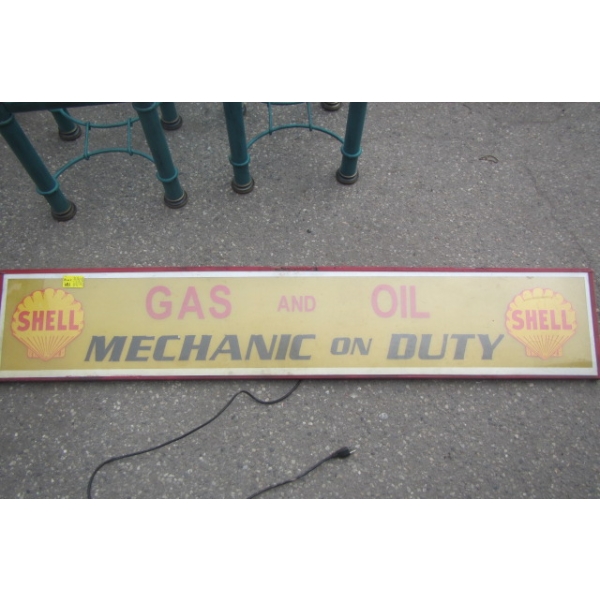 GAS AND OIL
SHELL
SHELL
MECHANIC ON DUTY